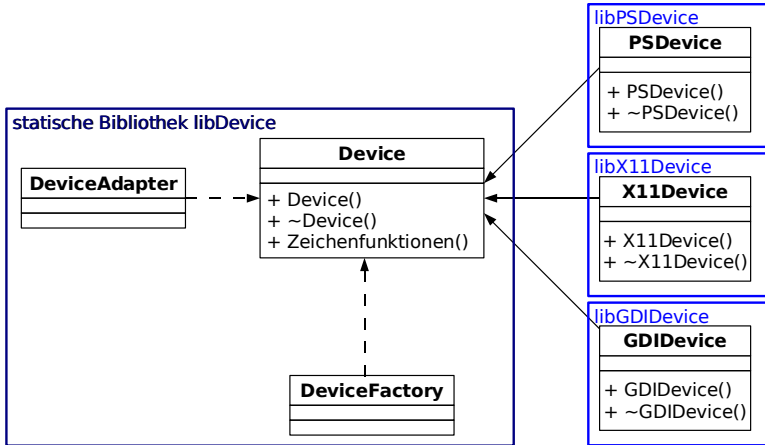 libPSDevice
PSDevice
+ PSDevice()
+ ~PSDevice()
statische Bibliothek libDevice
Device
+ Device()
+ ~Device()
+ Zeichenfunktionen()
DeviceAdapter
libX11Device
X11Device
+ X11Device()
+ ~X11Device()
libGDIDevice
GDIDevice
+ GDIDevice()
+ ~GDIDevice()
DeviceFactory